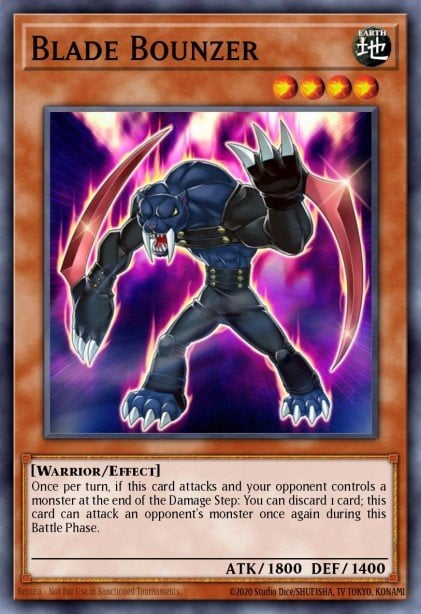 Blade Bounzer
EARTH
地
[Warrior/Effect]
Once per turn, if this card attacks and your opponent controls a
monster at the end of the Damage Step: You can discard 1 card; this
card can attack an opponent's monster once again during this
Battle Phase.
ATK/1800 DEF/1400
Replica - Not For Use in Sanctioned Tournaments
©2020 Studio Dice/SHUEISHA, TV TOKYO, KONAMI